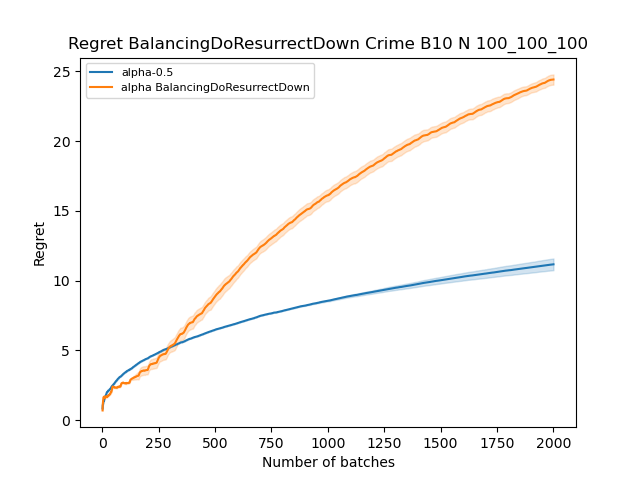 Regret BalancingDoResurrectDown Crime B10 N 100_100_100
alpha-0.5
alpha BalancingDoResurrectDown
25
20
15
10
5
0
Regret
0 250 500 750 1000 1250 1500 1750 2000
Number of batches